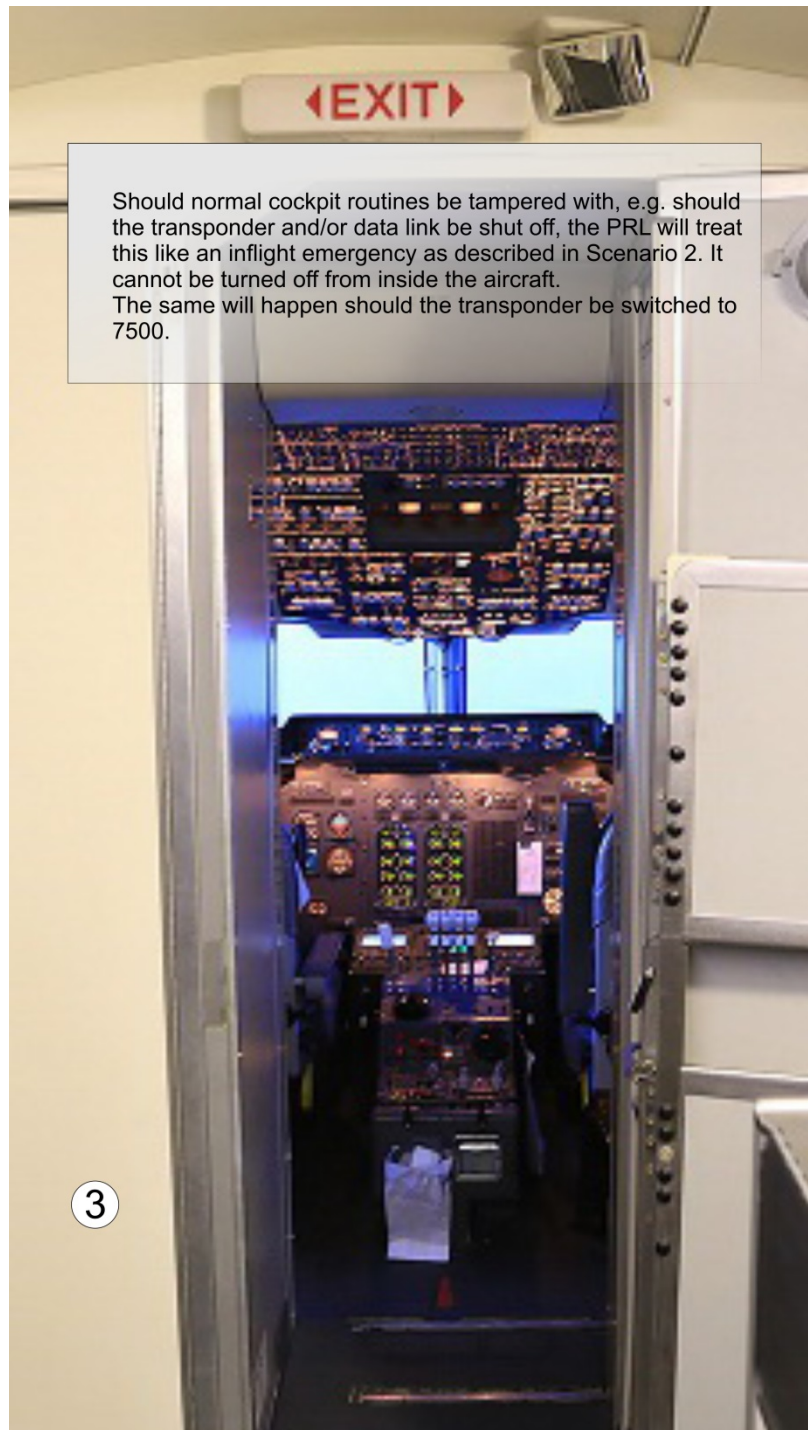 EXIT
Should normal cockpit routines be tampered with, e.g. should
the transponder and/or data link be shut off, the PRL will treat
this like an inflight emergency as described in Scenario 2. It
cannot be turned off from inside the aircraft.
The same will happen should the transponder be switched to
7500.
3